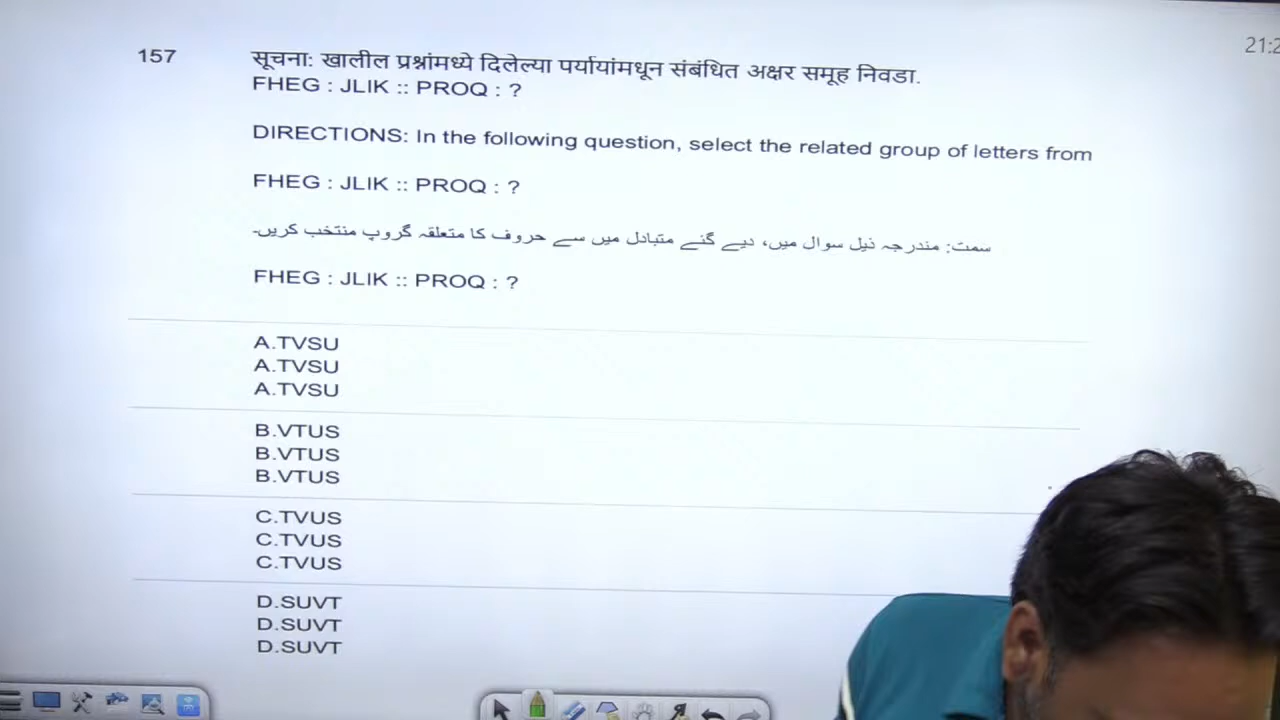 157
21:2
सूचना: खालील प्रश्नांमध्ये दिलेल्या पर्यायांमधून संबंधित अक्षर समूह निवडा.
FHEG : JLIK :: PROQ : ?
DIRECTIONS: In the following question, select the related group of letters from
FHEG : JLIK :: PROQ : ?
سمت: مندرجہ ذیل سوال میں، دیے گئے متبادل میں سے حروف کا متعلقہ گروپ منتخب کریں۔
FHEG : JLIK :: PROQ : ?
A.TVSU
A.TVSU
A.TVSU
B.VTUS
B.VTUS
B.VTUS
C.TVUS
C.TVUS
C.TVUS
D.SUVT
D.SUVT
D.SUVT